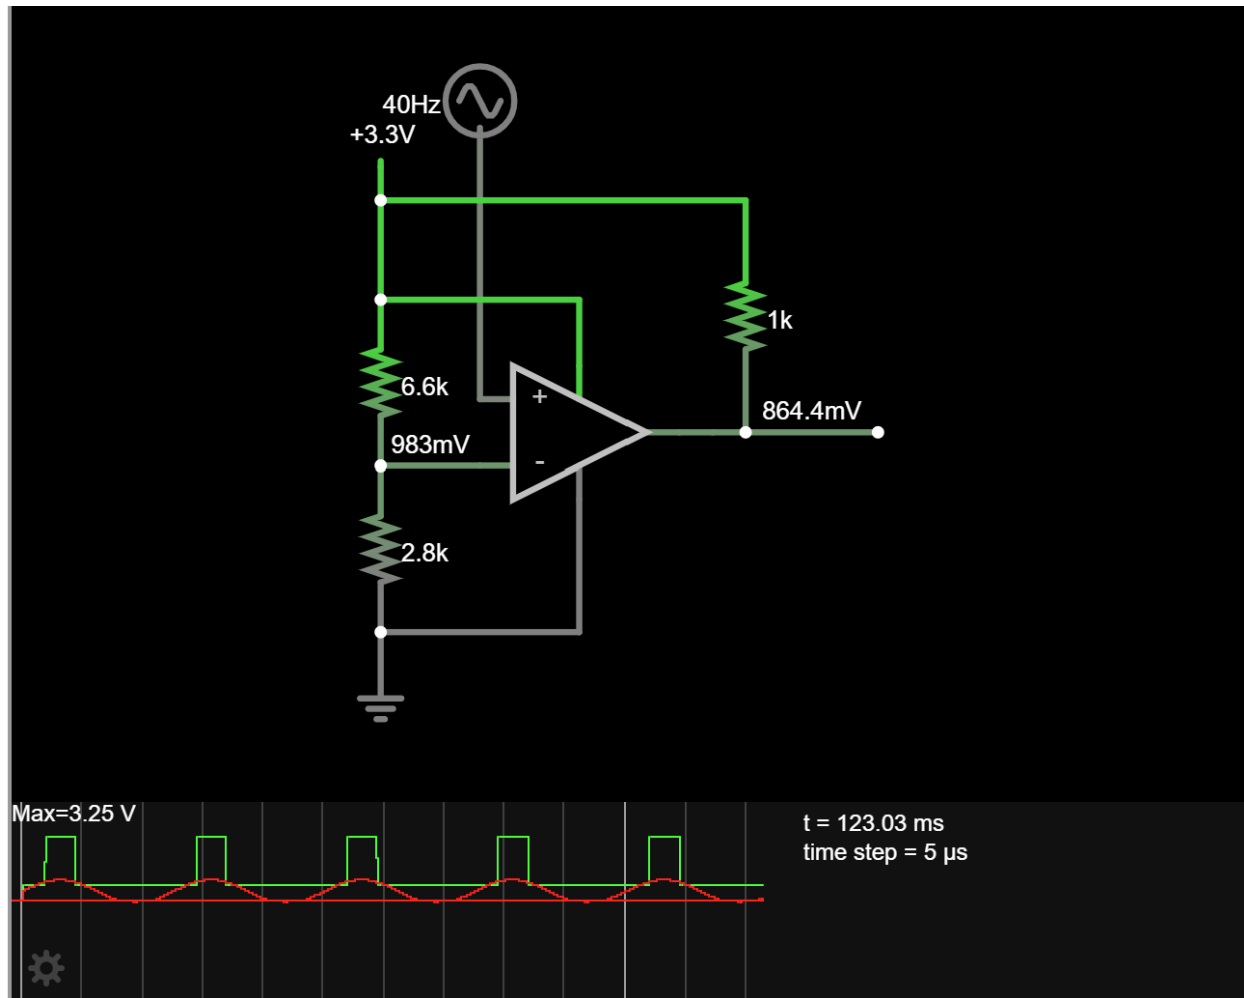 40Hz
+3.3V
1k
6.6k
+
864.4mV
983mV
-
2.8k
Max=3.25 V
t = 123.03 ms
time step = 5 µs